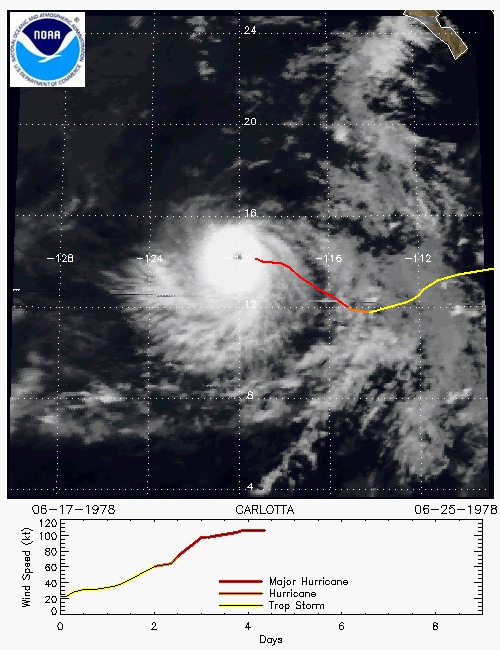 NATIONAL OCEANIC AND ATMOSPHERIC ADMINISTRATION
NOAA
U.S. DEPARTMENT OF COMMERCE
24
20
16
-128
-124
-116
-112
12
8
4
06-17-1978 CARLOTTA 06-25-1978
Wind Speed (kt)
120
100
80
60
40
20
0
Major Hurricane
Hurricane
Trop Storm
0 2 4 6 8
Days